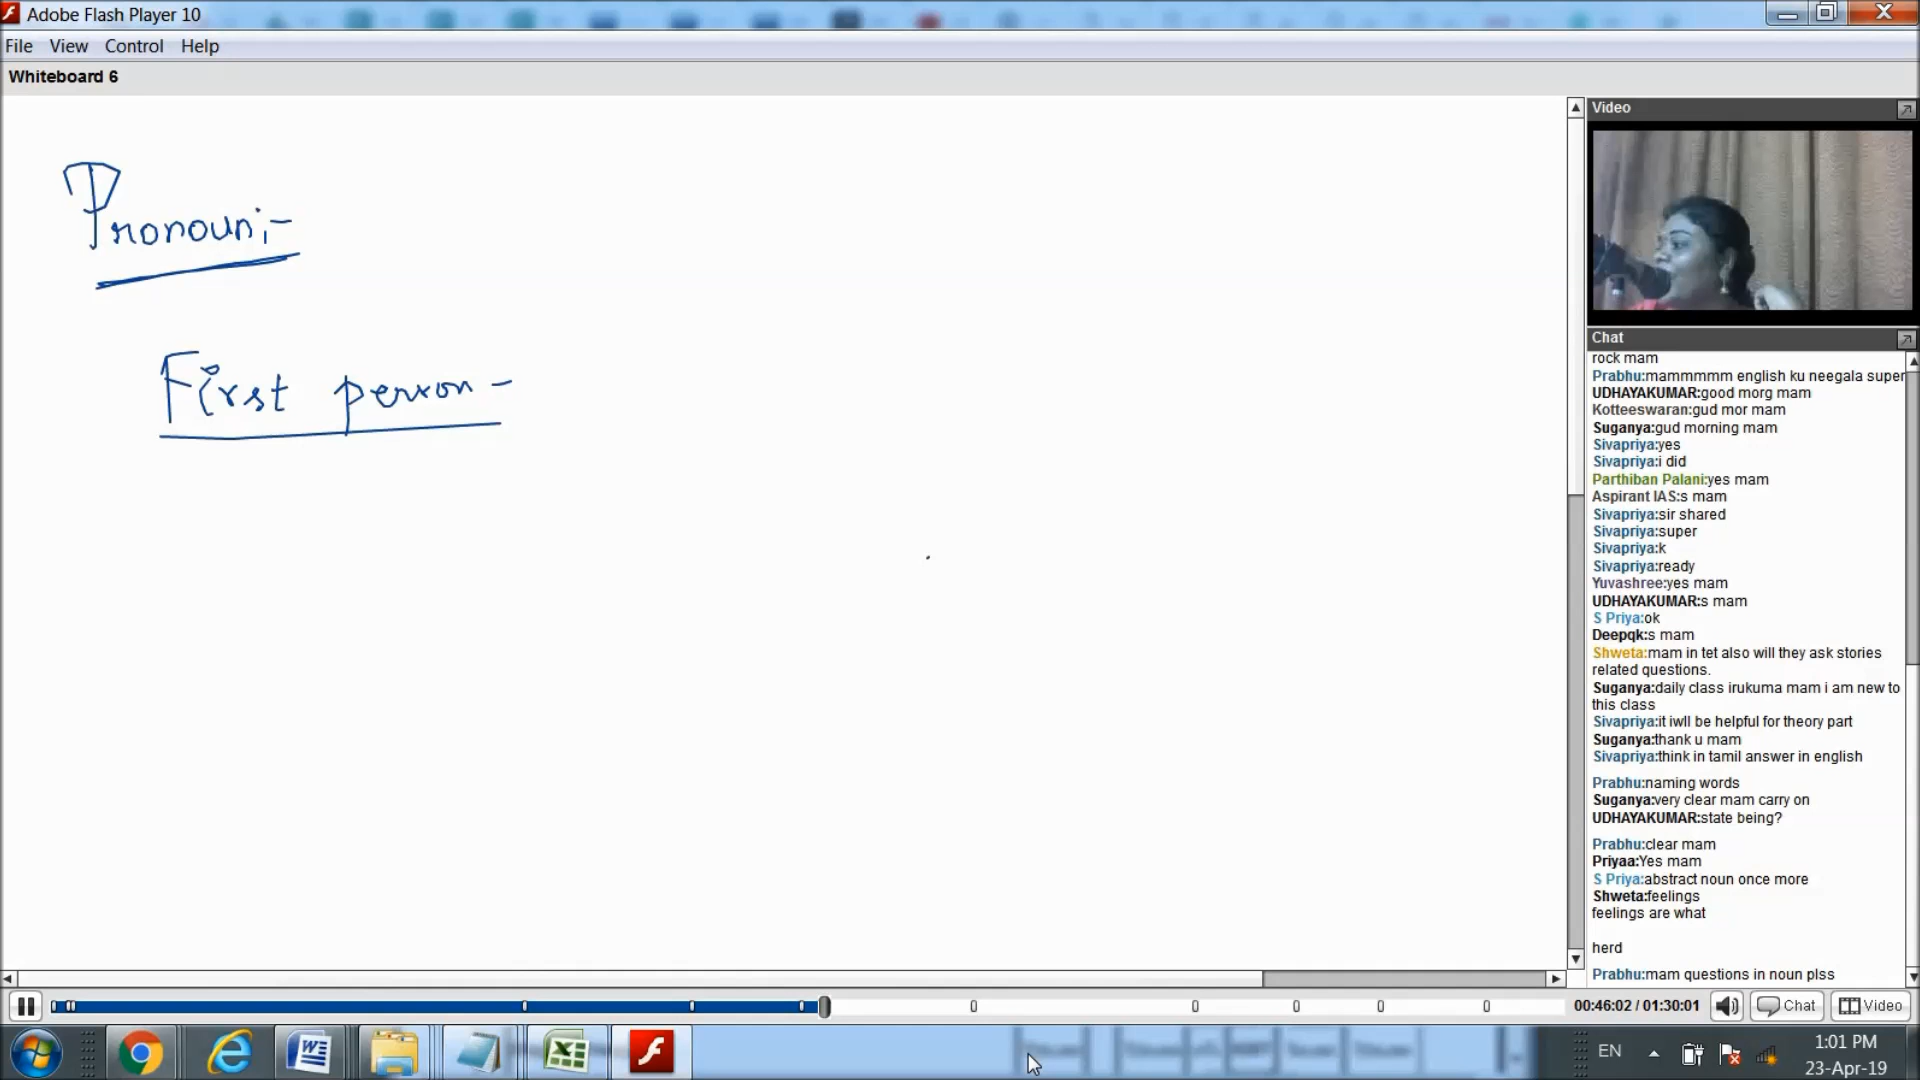 Adobe Flash Player 10
File View Control Help
Whiteboard 6
Pronoun:-
First person -
Video
Chat
rock mam
Prabhu:mammmmm english ku neegala super
UDHAYAKUMAR:good morg mam
Kotteeswaran:gud mor mam
Suganya:gud morning mam
Sivapriya:yes
Sivapriya:i did
Parthiban Palani:yes mam
Aspirant IAS:s mam
Sivapriya:sir shared
Sivapriya:super
Sivapriya:k
Sivapriya:ready
Yuvashree:yes mam
UDHAYAKUMAR:s mam
S Priya:ok
Deepqk:s mam
Shweta:mam in tet also will they ask stories
related questions.
Suganya:daily class irukuma mam i am new to
this class
Sivapriya:it iwll be helpful for theory part
Suganya:thank u mam
Sivapriya:think in tamil answer in english
Prabhu:naming words
Suganya:very clear mam carry on
UDHAYAKUMAR:state being?
Prabhu:clear mam
Priyaa:Yes mam
S Priya:abstract noun once more
Shweta:feelings
feelings are what
herd
Prabhu:mam questions in noun plss
00:46:02 / 01:30:01 Chat Video
EN 1:01 PM
23-Apr-19